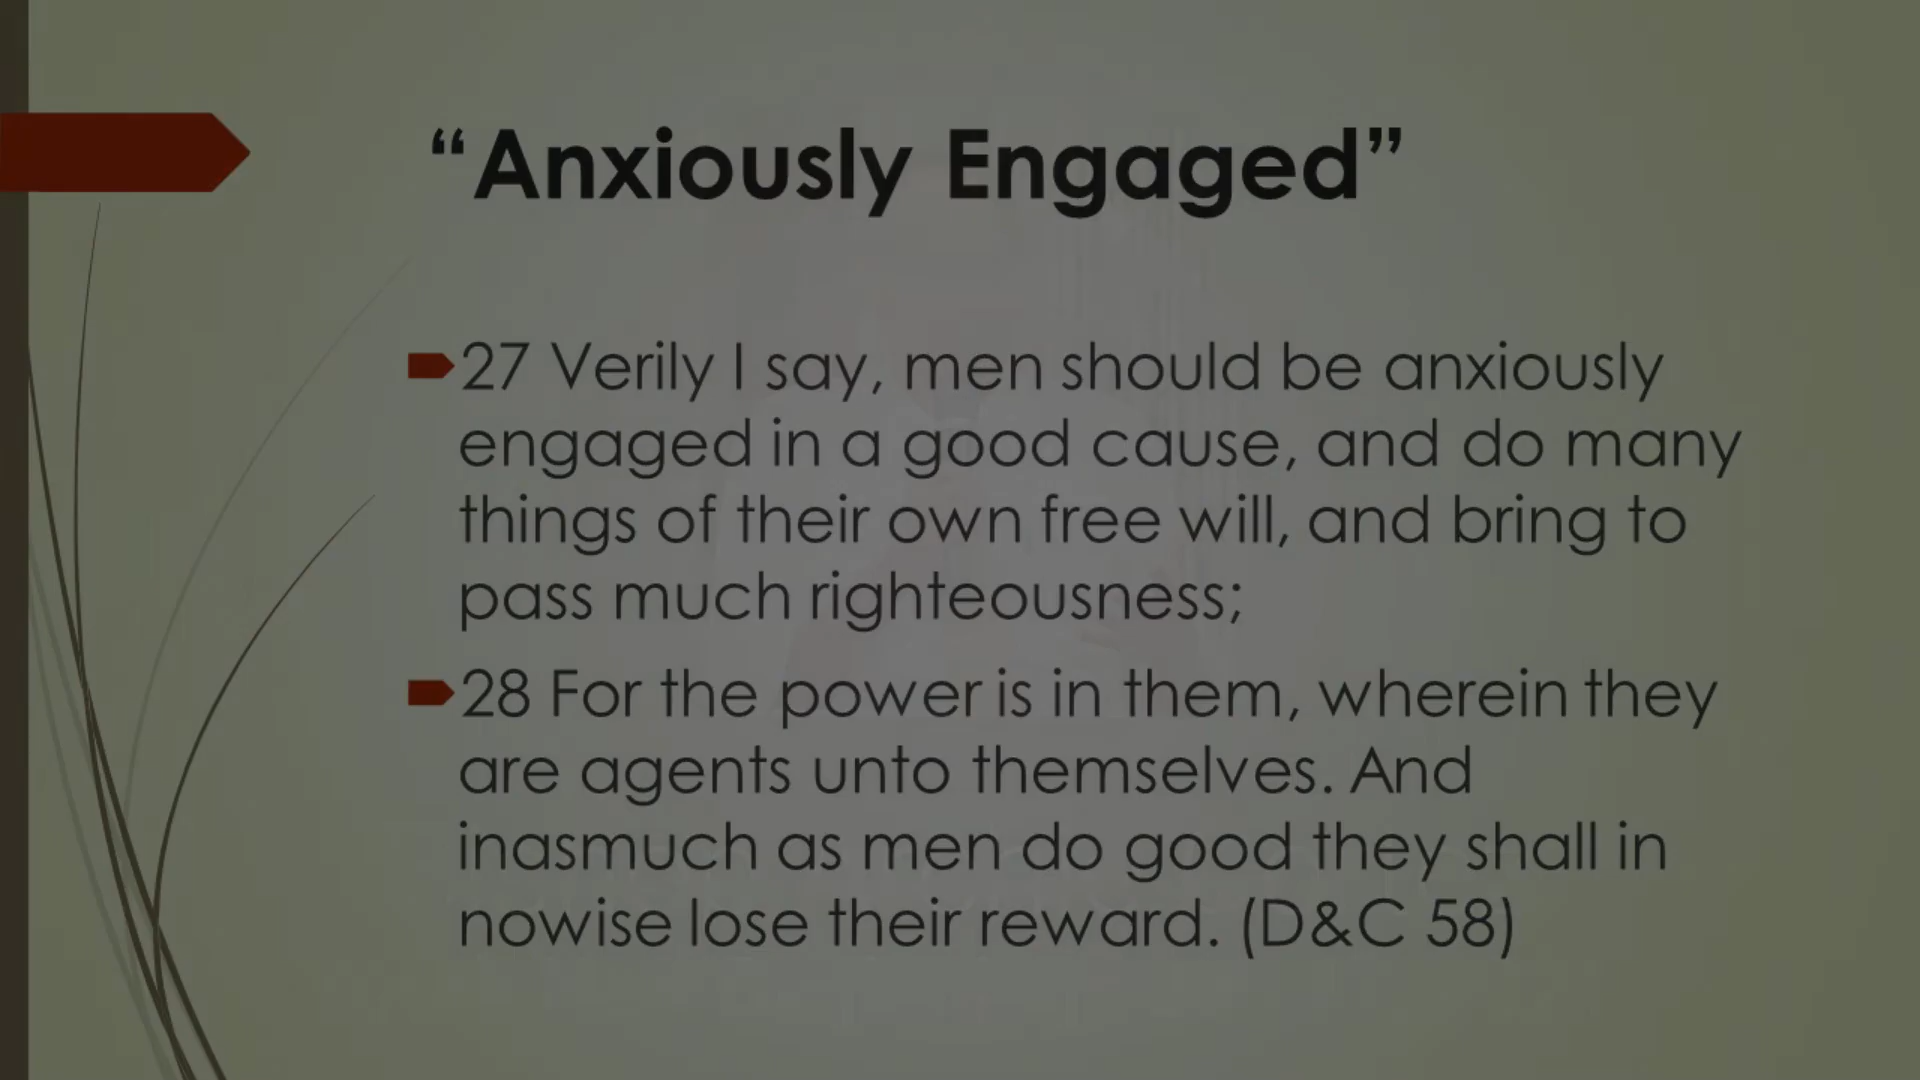 “Anxiously Engaged”
27 Verily I say, men should be anxiously
engaged in a good cause, and do many
things of their own free will, and bring to
pass much righteousness;
28 For the power is in them, wherein they
are agents unto themselves. And
inasmuch as men do good they shall in
nowise lose their reward. (D&C 58)